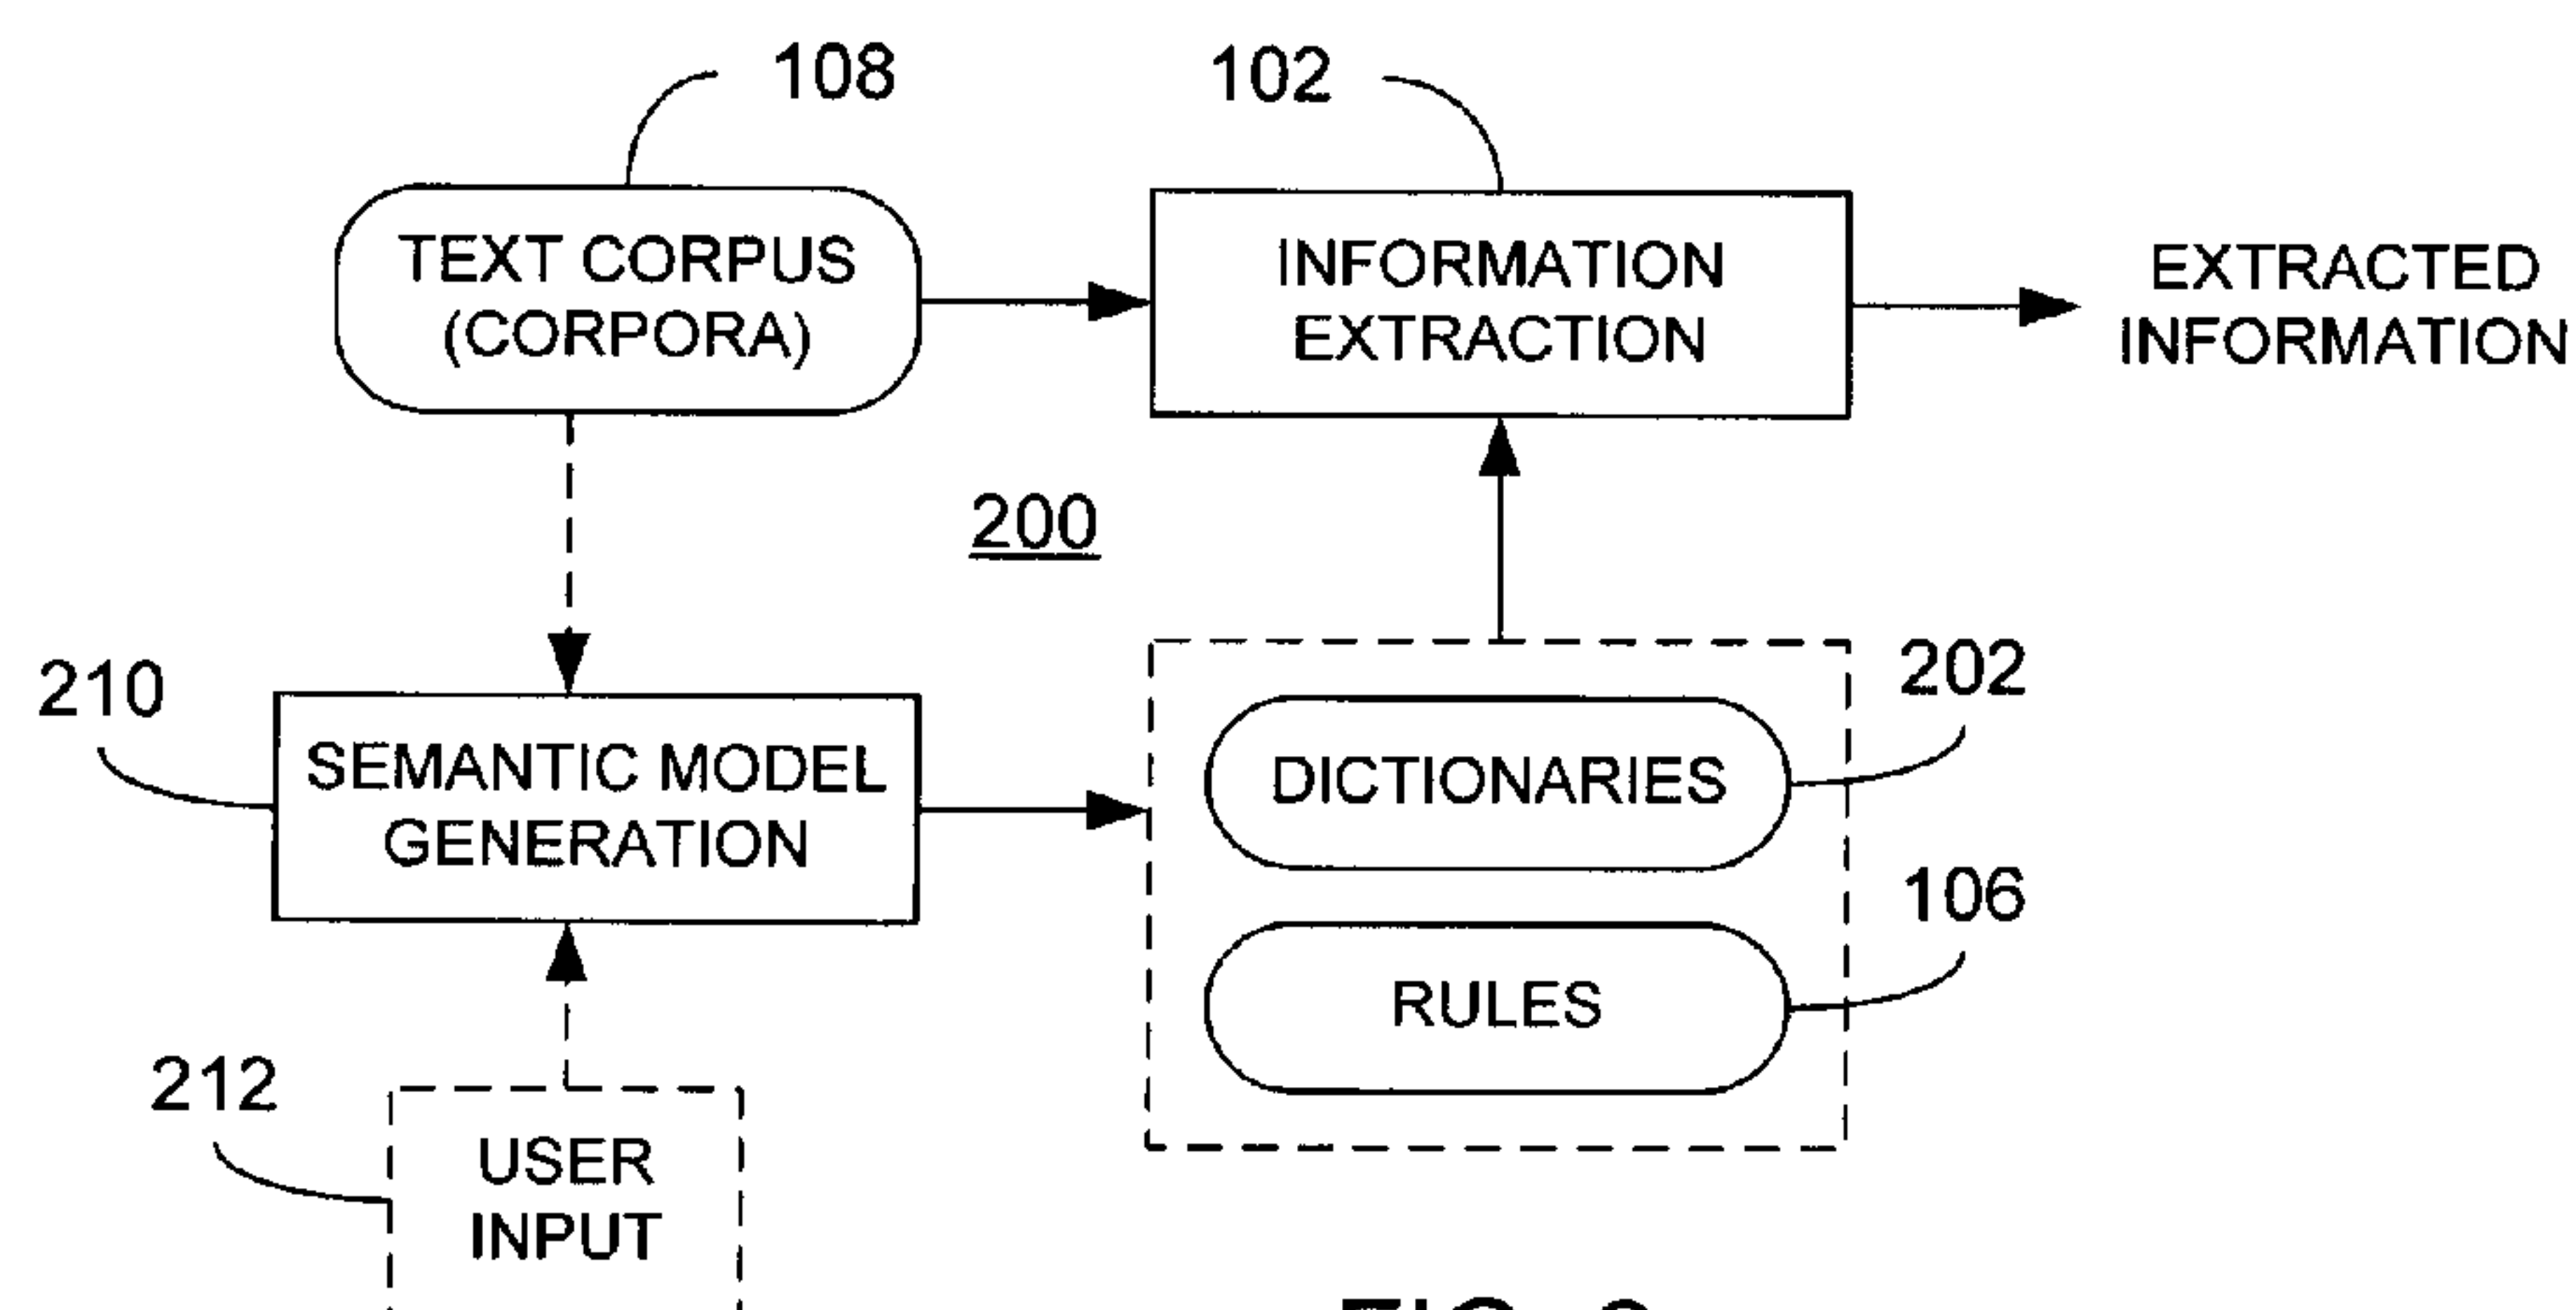 108
102
TEXT CORPUS
(CORPORA)
INFORMATION
EXTRACTION
EXTRACTED
INFORMATION
200
210
SEMANTIC MODEL
GENERATION
202
DICTIONARIES
106
RULES
212
USER
INPUT